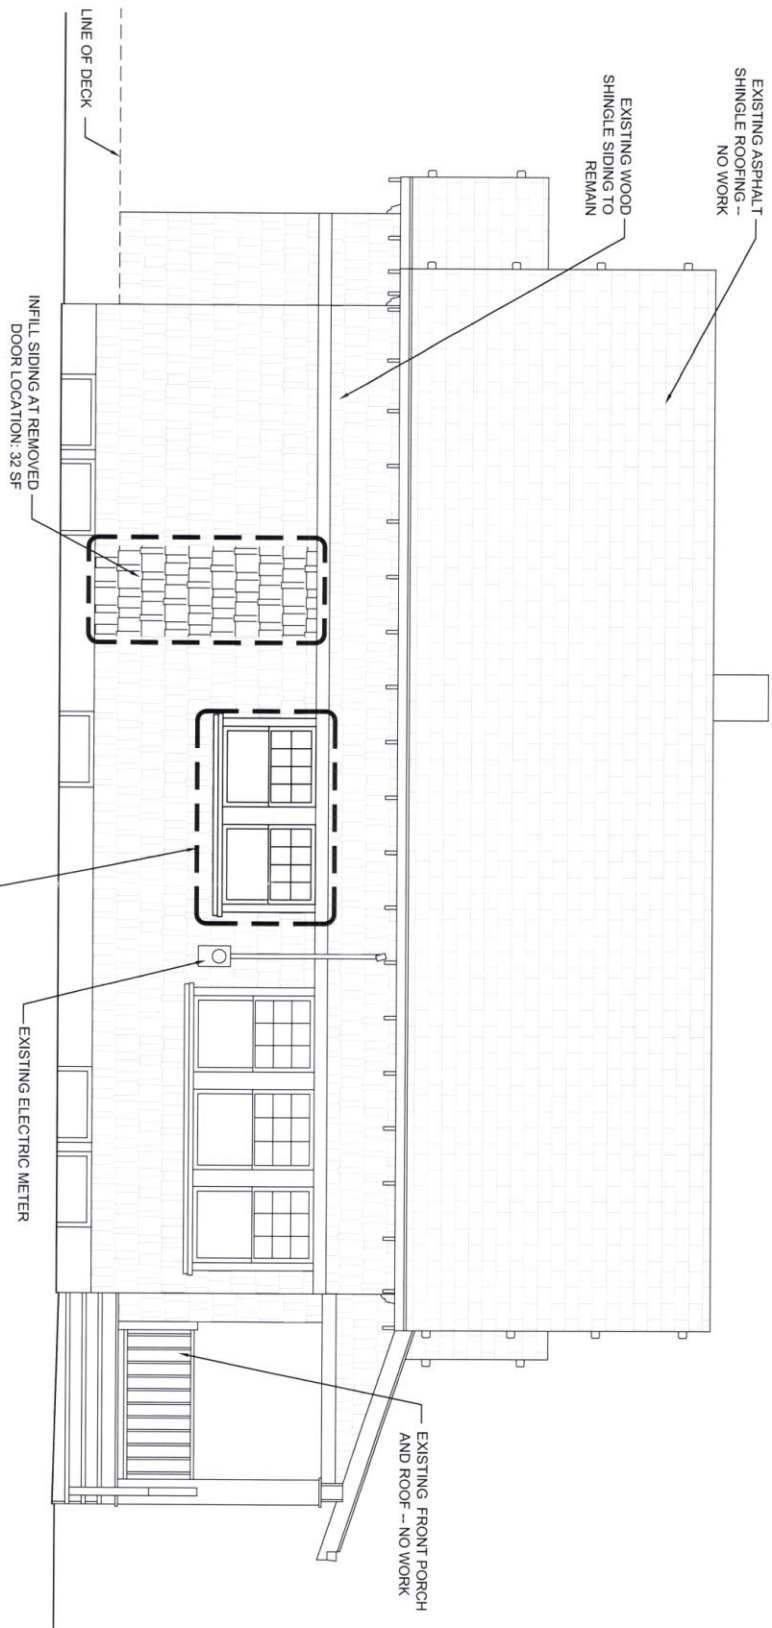 EXISTING ASPHALT
SHINGLE ROOFING --
NO WORK
EXISTING WOOD
SHINGLE SIDING TO
REMAIN
LINE OF DECK
INFILL SIDING AT REMOVED
DOOR LOCATION: 32 SF
EXISTING ELECTRIC METER
EXISTING FRONT PORCH
AND ROOF -- NO WORK